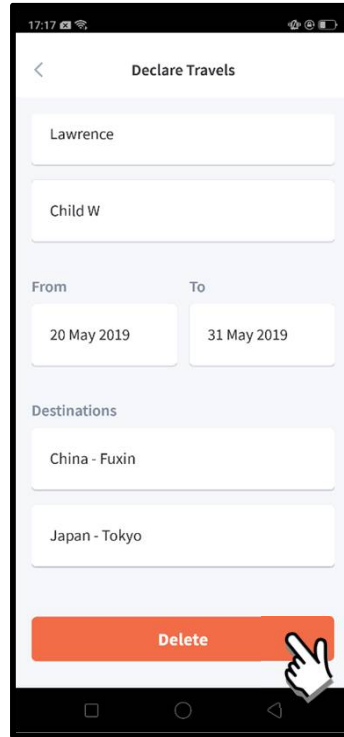 17:17
Declare Travels
Lawrence
Child W
From To
20 May 2019 31 May 2019
Destinations
China - Fuxin
Japan - Tokyo
Delete